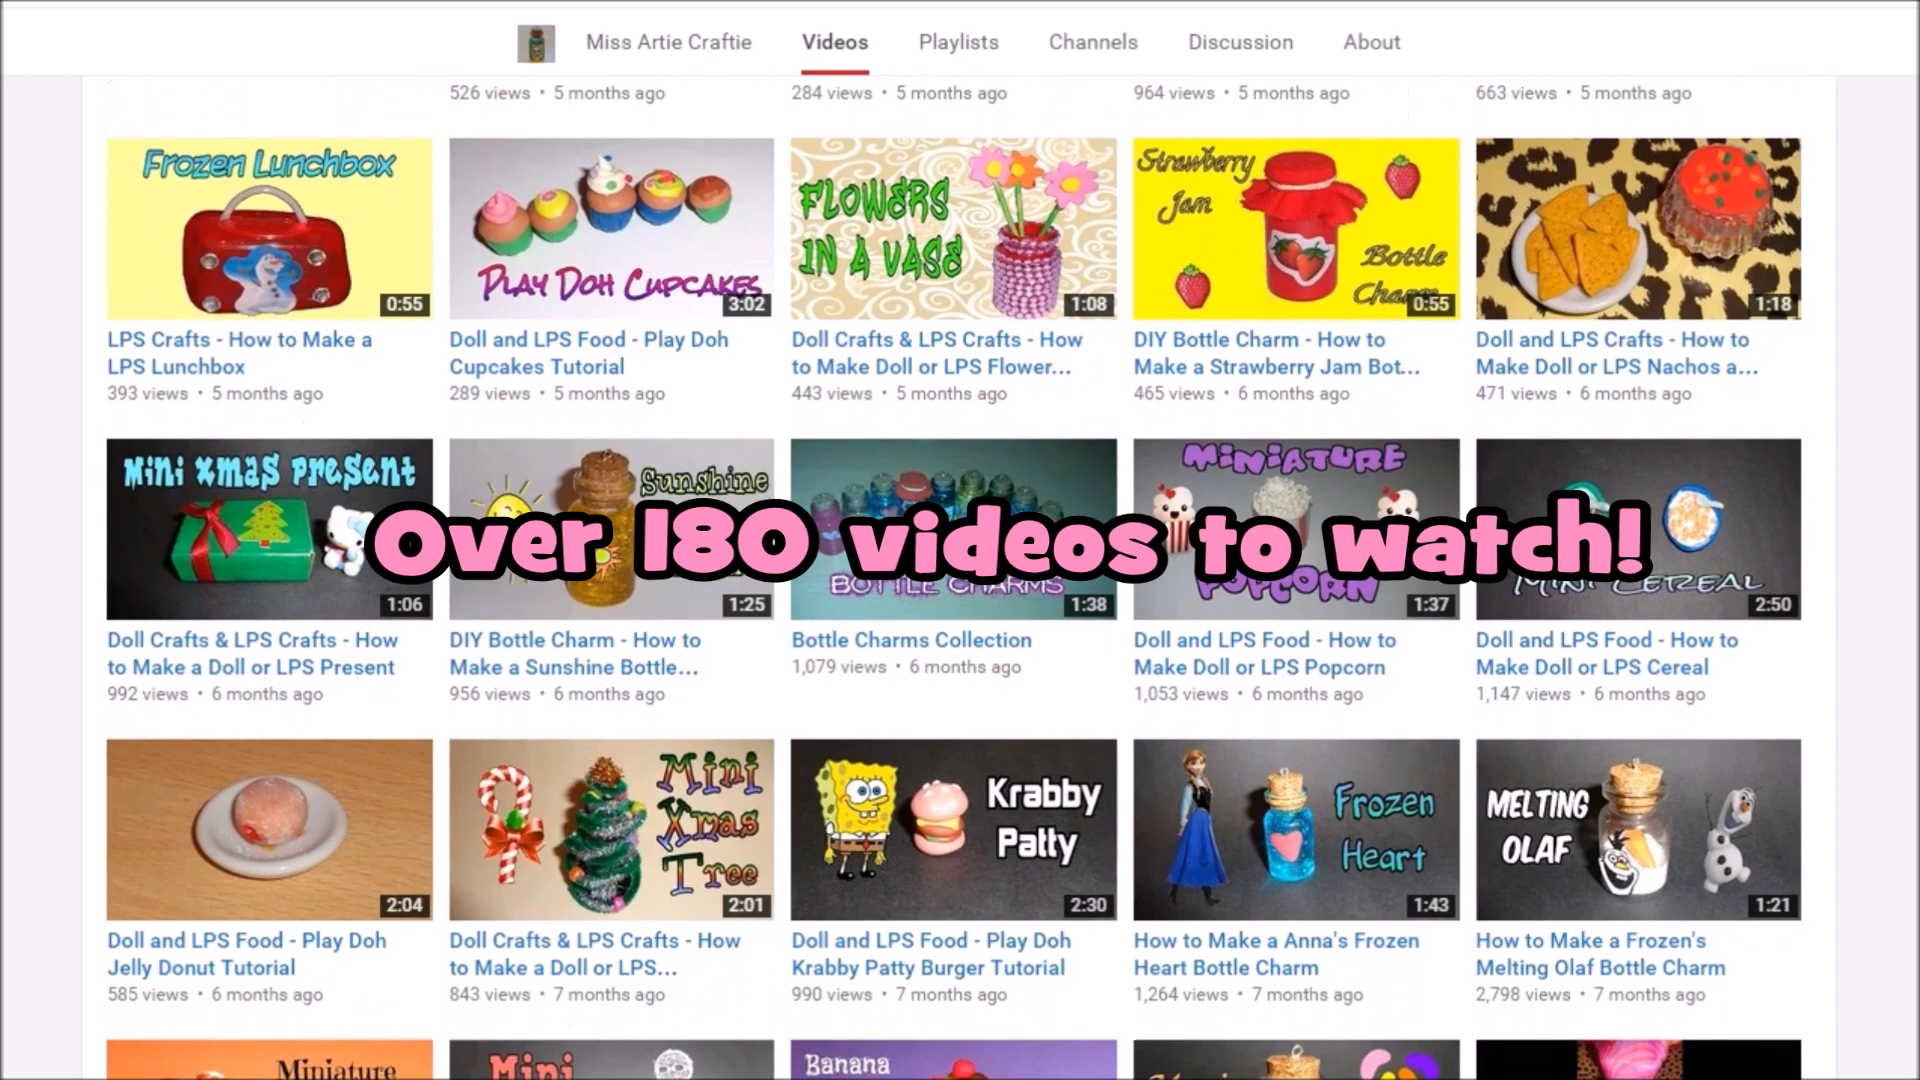 Miss Artie Craftie Videos Playlists Channels Discussion About
526 views • 5 months ago
284 views • 5 months ago
964 views • 5 months ago
663 views • 5 months ago
Frozen Lunchbox
0:55
LPS Crafts - How to Make a
LPS Lunchbox
393 views • 5 months ago
Play Doh Cupcakes
3:02
Doll and LPS Food - Play Doh
Cupcakes Tutorial
289 views • 5 months ago
FLOWERS
IN A VASE
1:08
Doll Crafts & LPS Crafts - How
to Make Doll or LPS Flower...
443 views • 5 months ago
Strawberry
Jam
Bottle
0:55
DIY Bottle Charm - How to
Make a Strawberry Jam Bot...
465 views • 6 months ago
1:18
Doll and LPS Crafts - How to
Make Doll or LPS Nachos a...
471 views • 6 months ago
Over 180 videos to watch!
Mini Xmas Present
1:06
Doll Crafts & LPS Crafts - How
to Make a Doll or LPS Present
992 views • 6 months ago
Sunshine
1:25
DIY Bottle Charm - How to
Make a Sunshine Bottle...
956 views • 6 months ago
BOTTLE CHARMS
1:38
Bottle Charms Collection
1,079 views • 6 months ago
MINIATURE
POPCORN
1:37
Doll and LPS Food - How to
Make Doll or LPS Popcorn
1,053 views • 6 months ago
MINI CEREAL
2:50
Doll and LPS Food - How to
Make Doll or LPS Cereal
1,147 views • 6 months ago
2:04
Doll and LPS Food - Play Doh
Jelly Donut Tutorial
585 views • 6 months ago
Mini
Xmas
Tree
2:01
Doll Crafts & LPS Crafts - How
to Make a Doll or LPS...
843 views • 7 months ago
Krabby
Patty
2:30
Doll and LPS Food - Play Doh
Krabby Patty Burger Tutorial
990 views • 7 months ago
Frozen
Heart
1:43
How to Make a Anna's Frozen
Heart Bottle Charm
1,264 views • 7 months ago
MELTING
OLAF
1:21
How to Make a Frozen's
Melting Olaf Bottle Charm
2,798 views • 7 months ago
Miniature
Mini
Banana